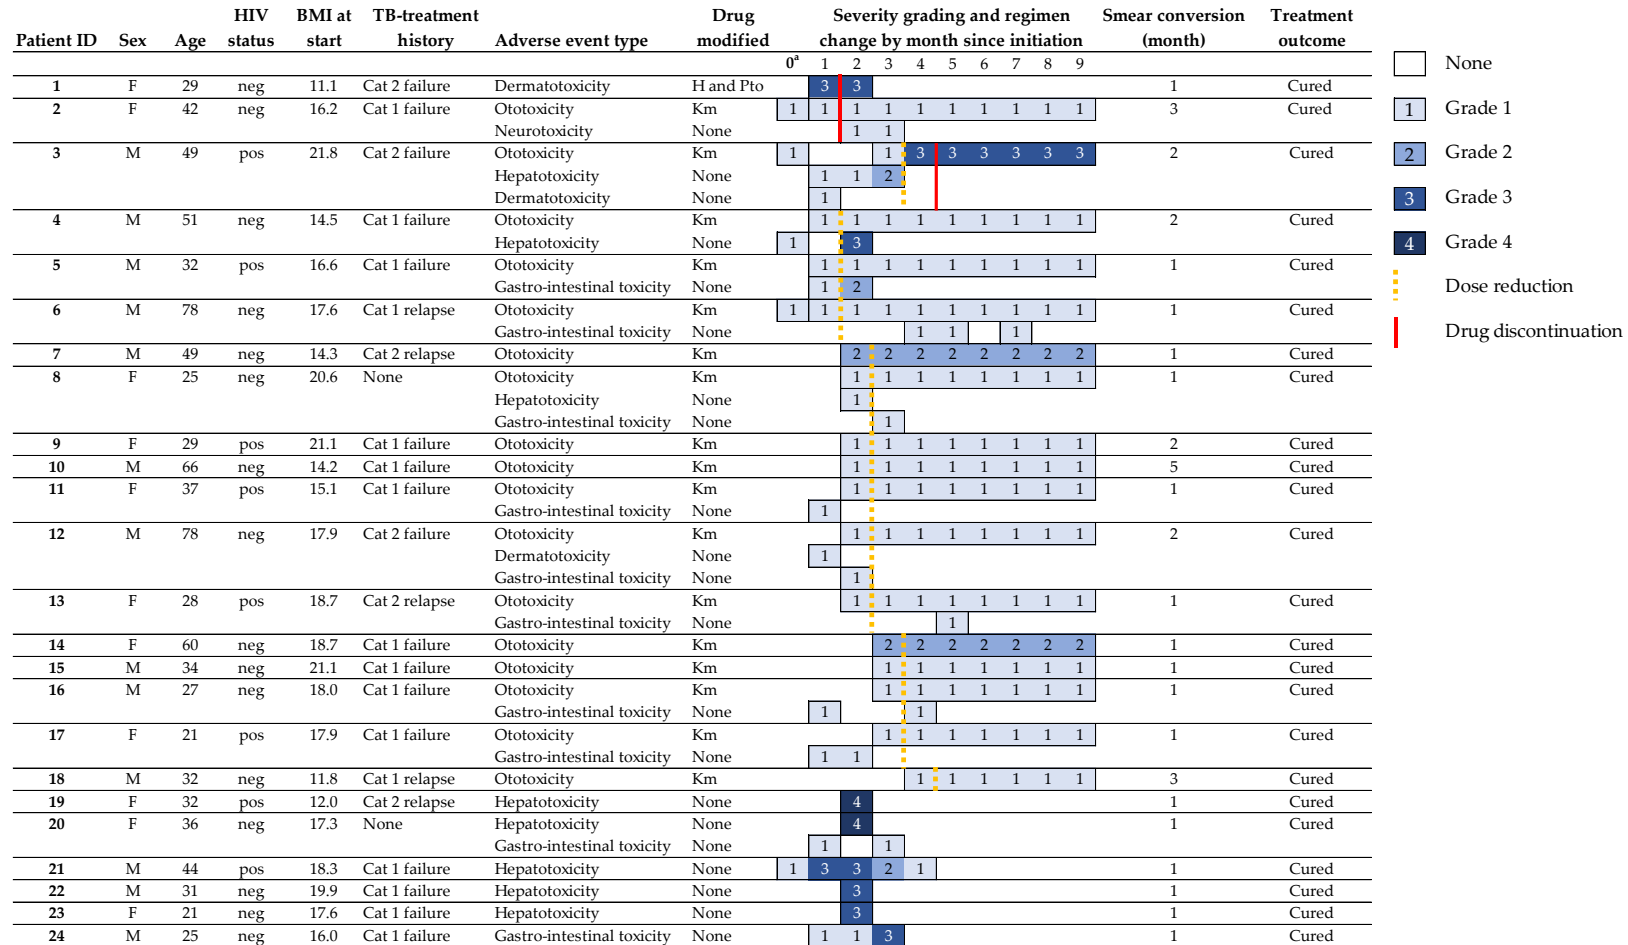 HIV BMI at TB-treatment Drug Severity grading and regimen Smear conversion Treatment
Patient ID Sex Age status start history Adverse event type modified change by month since initiation (month) outcome
0a 1 2 3 4 5 6 7 8 9
1 F 29 neg 11.1 Cat 2 failure Dermatotoxicity H and Pto 3 3 1 Cured
2 F 42 neg 16.2 Cat 1 failure Ototoxicity Km 1 1 1 1 1 1 1 1 1 1 3 Cured
Neurotoxicity None 1 1
3 M 49 pos 21.8 Cat 2 failure Ototoxicity Km 1 1 3 3 3 3 3 3 2 Cured
Hepatotoxicity None 1 1 2
Dermatotoxicity None 1
4 M 51 neg 14.5 Cat 1 failure Ototoxicity Km 1 1 1 1 1 1 1 1 1 2 Cured
Hepatotoxicity None 1 3
5 M 32 pos 16.6 Cat 1 failure Ototoxicity Km 1 1 1 1 1 1 1 1 1 1 Cured
Gastro-intestinal toxicity None 1 2
6 M 78 neg 17.6 Cat 1 relapse Ototoxicity Km 1 1 1 1 1 1 1 1 1 1 1 Cured
Gastro-intestinal toxicity None 1 1 1
7 M 49 neg 14.3 Cat 2 relapse Ototoxicity Km 2 2 2 2 2 2 2 2 1 Cured
8 F 25 neg 20.6 None Ototoxicity Km 1 1 1 1 1 1 1 1 1 Cured
Hepatotoxicity None 1
Gastro-intestinal toxicity None 1
9 F 29 pos 21.1 Cat 1 failure Ototoxicity Km 1 1 1 1 1 1 1 1 2 Cured
10 M 66 neg 14.2 Cat 1 failure Ototoxicity Km 1 1 1 1 1 1 1 1 5 Cured
11 F 37 pos 15.1 Cat 1 failure Ototoxicity Km 1 1 1 1 1 1 1 1 1 Cured
Gastro-intestinal toxicity None 1
12 M 78 neg 17.9 Cat 2 failure Ototoxicity Km 1 1 1 1 1 1 1 1 2 Cured
Dermatotoxicity None 1
Gastro-intestinal toxicity None 1
13 F 28 pos 18.7 Cat 2 relapse Ototoxicity Km 1 1 1 1 1 1 1 1 1 Cured
Gastro-intestinal toxicity None 1
14 F 60 neg 18.7 Cat 1 failure Ototoxicity Km 2 2 2 2 2 2 2 1 Cured
15 M 34 neg 21.1 Cat 1 failure Ototoxicity Km 1 1 1 1 1 1 1 1 Cured
16 M 27 neg 18.0 Cat 1 failure Ototoxicity Km 1 1 1 1 1 1 1 1 Cured
Gastro-intestinal toxicity None 1 1
17 F 21 pos 17.9 Cat 1 failure Ototoxicity Km 1 1 1 1 1 1 1 1 Cured
Gastro-intestinal toxicity None 1 1
18 M 32 neg 11.8 Cat 1 relapse Ototoxicity Km 1 1 1 1 1 1 3 Cured
19 F 32 pos 12.0 Cat 2 relapse Hepatotoxicity None 4 1 Cured
20 F 36 neg 17.3 None Hepatotoxicity None 4 1 Cured
Gastro-intestinal toxicity None 1 1
21 M 44 pos 18.3 Cat 1 failure Hepatotoxicity None 1 3 3 2 1 1 Cured
22 M 31 neg 19.9 Cat 1 failure Hepatotoxicity None 3 1 Cured
23 F 21 neg 17.6 Cat 1 failure Hepatotoxicity None 3 1 Cured
24 M 25 neg 16.0 Cat 1 failure Gastro-intestinal toxicity None 1 1 3 1 Cured
None
1 Grade 1
2 Grade 2
3 Grade 3
4 Grade 4
Dose reduction
Drug discontinuation